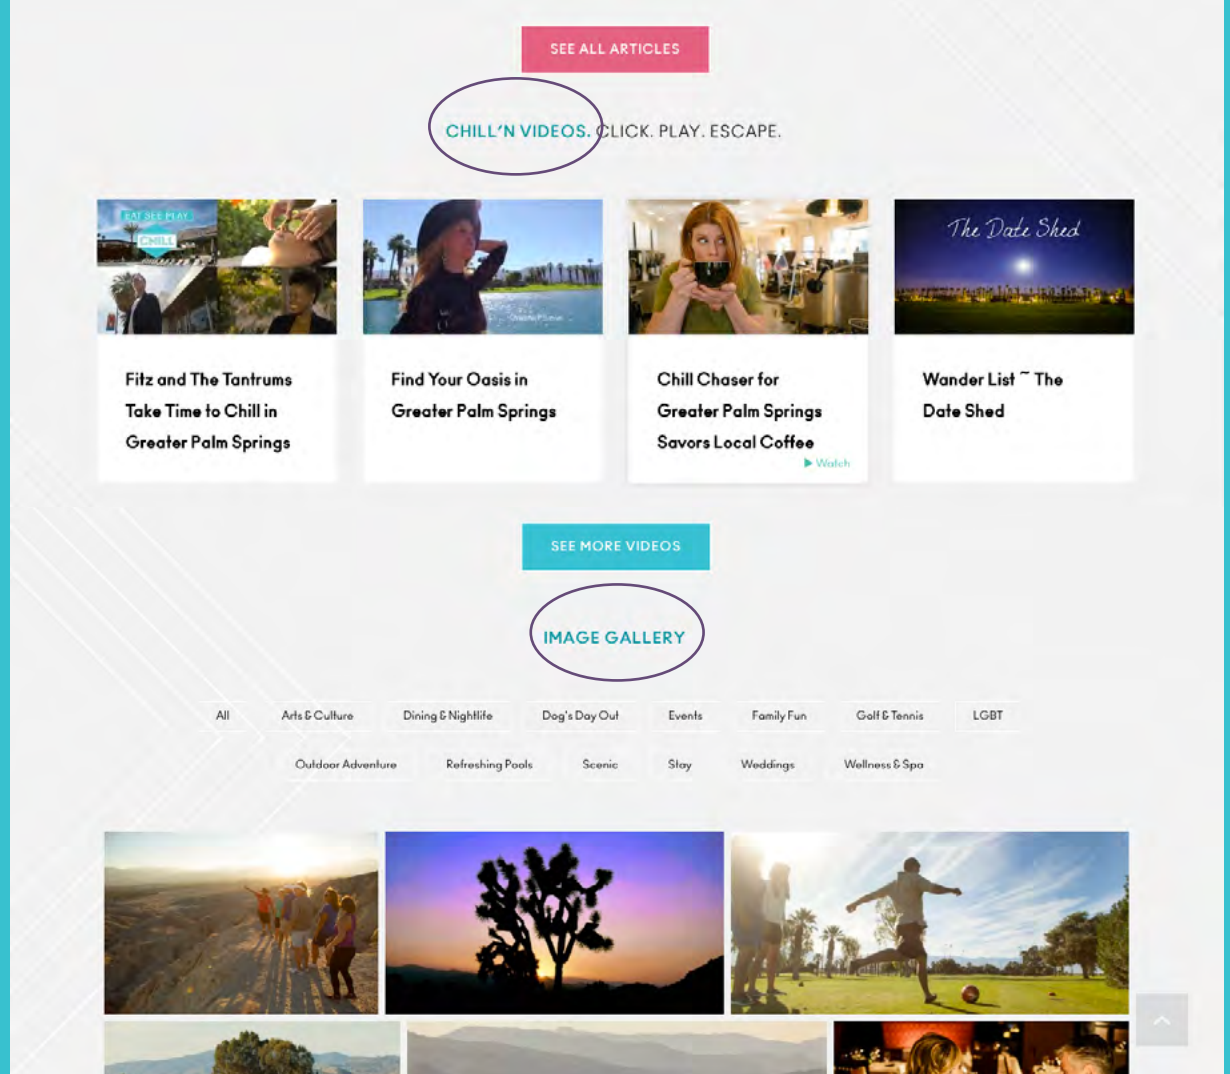 SEE ALL ARTICLES
CHILL'N VIDEOS. CLICK. PLAY. ESCAPE.
EAT SEE PLAY
CHILL
The Date Shed
Fitz and The Tantrums
Take Time to Chill in
Greater Palm Springs
Find Your Oasis in
Greater Palm Springs
Chill Chaser for
Greater Palm Springs
Savors Local Coffee
▶ Watch
Wander List ~ The
Date Shed
SEE MORE VIDEOS
IMAGE GALLERY
All Arts & Culture Dining & Nightlife Dog's Day Out Events Family Fun Golf & Tennis LGBT
Outdoor Adventure Refreshing Pools Scenic Stay Weddings Wellness & Spa